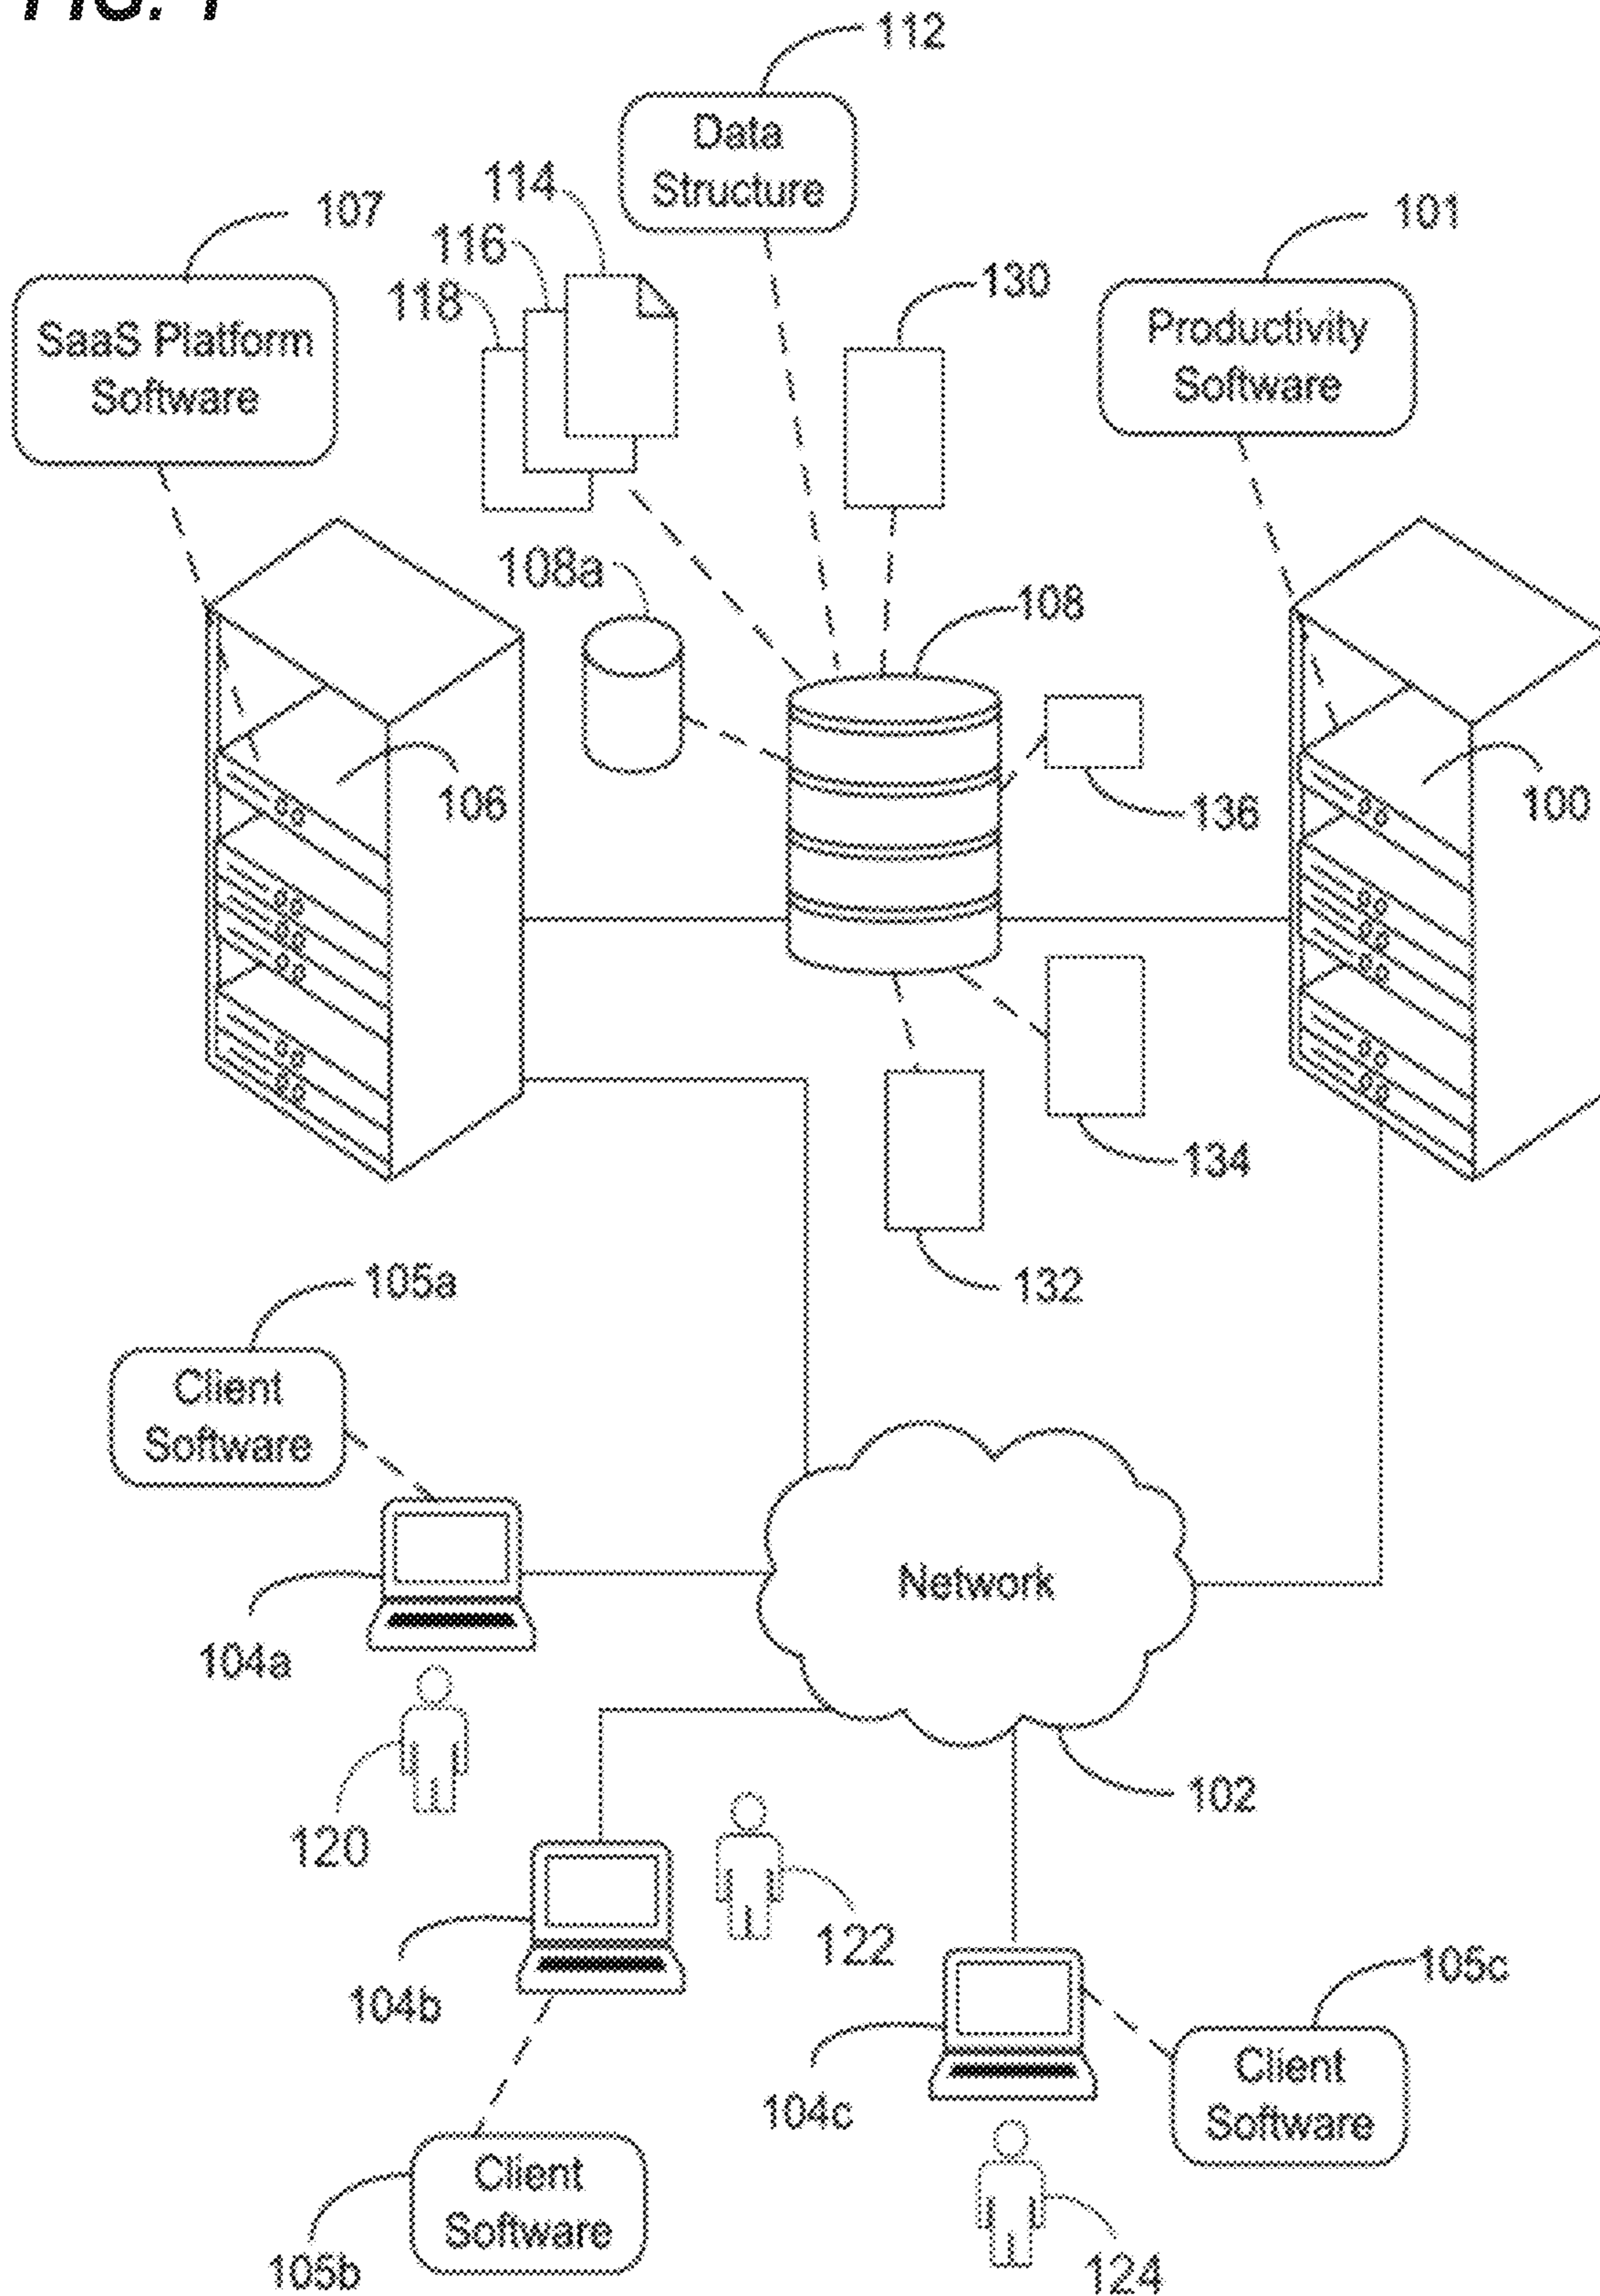 FIG. 1
112
Data
Structure
114
107
116
101
118
130
SaaS Platform
Software
Productivity
Software
108a
108
106
136
100
134
132
105a
Client
Software
Network
104a
102
120
122
105c
104b
104c
Client
Software
Client
Software
105b
124